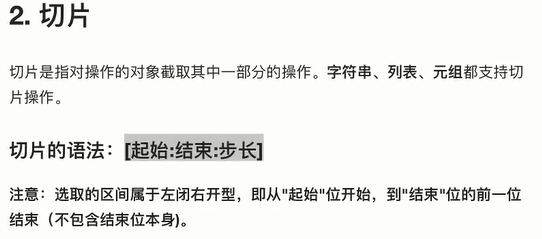 2. 切片
切片是指对操作的对象截取其中一部分的操作。字符串、列表、元组都支持切
片操作。
切片的语法：[起始:结束:步长]
注意：选取的区间属于左闭右开型，即从"起始"位开始，到"结束"位的前一位
结束（不包含结束位本身)。